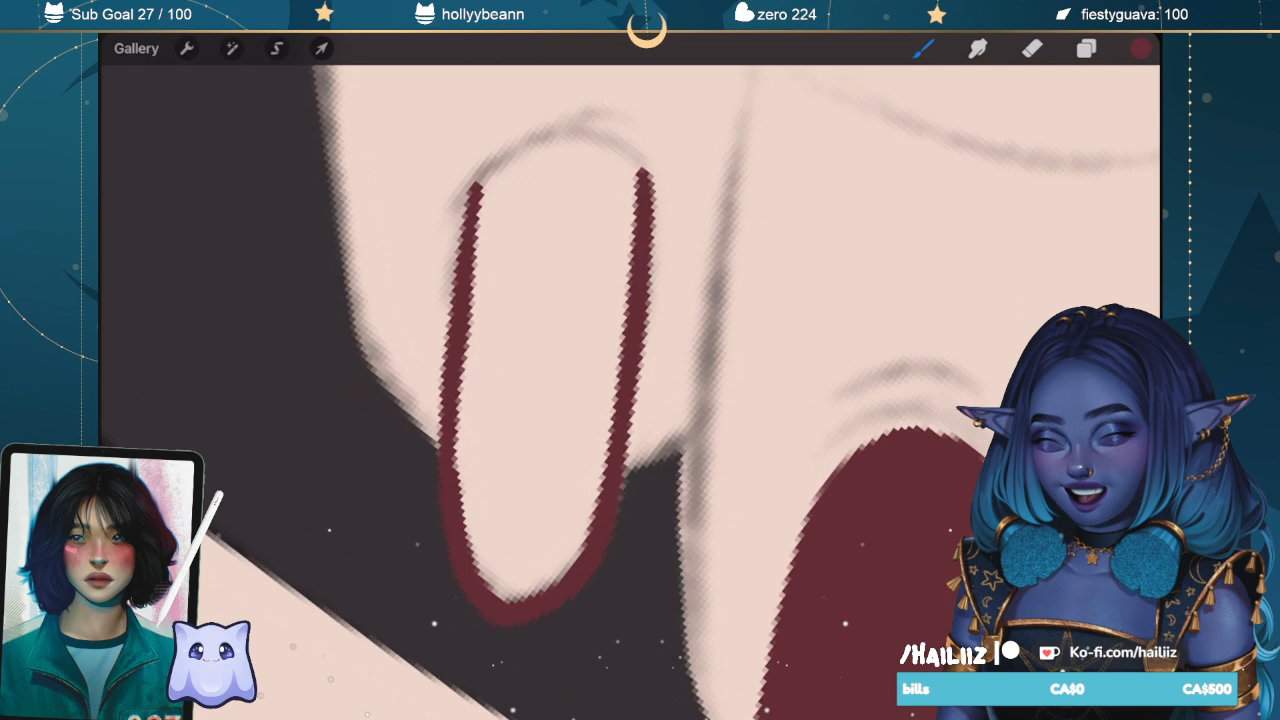 Sub Goal 27 / 100
hollyybeann
zero 224
fiestyguava: 100
Gallery
/HAILIIZ
Ko-fi.com/hailiiz
bills CA$0 CA$500